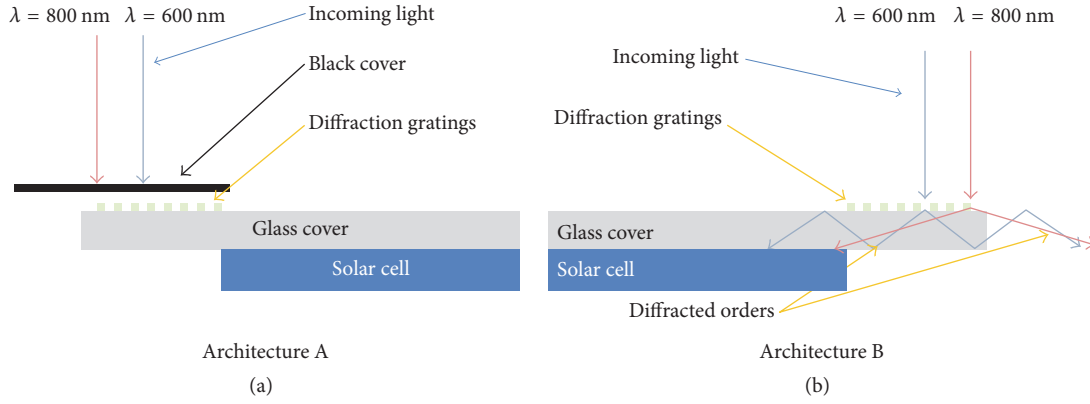 λ = 800 nm
λ = 600 nm
Incoming light
Black cover
Diffraction gratings
Glass cover
Solar cell
Architecture A
(a)
λ = 600 nm
λ = 800 nm
Incoming light
Diffraction gratings
Glass cover
Solar cell
Diffracted orders
Architecture B
(b)